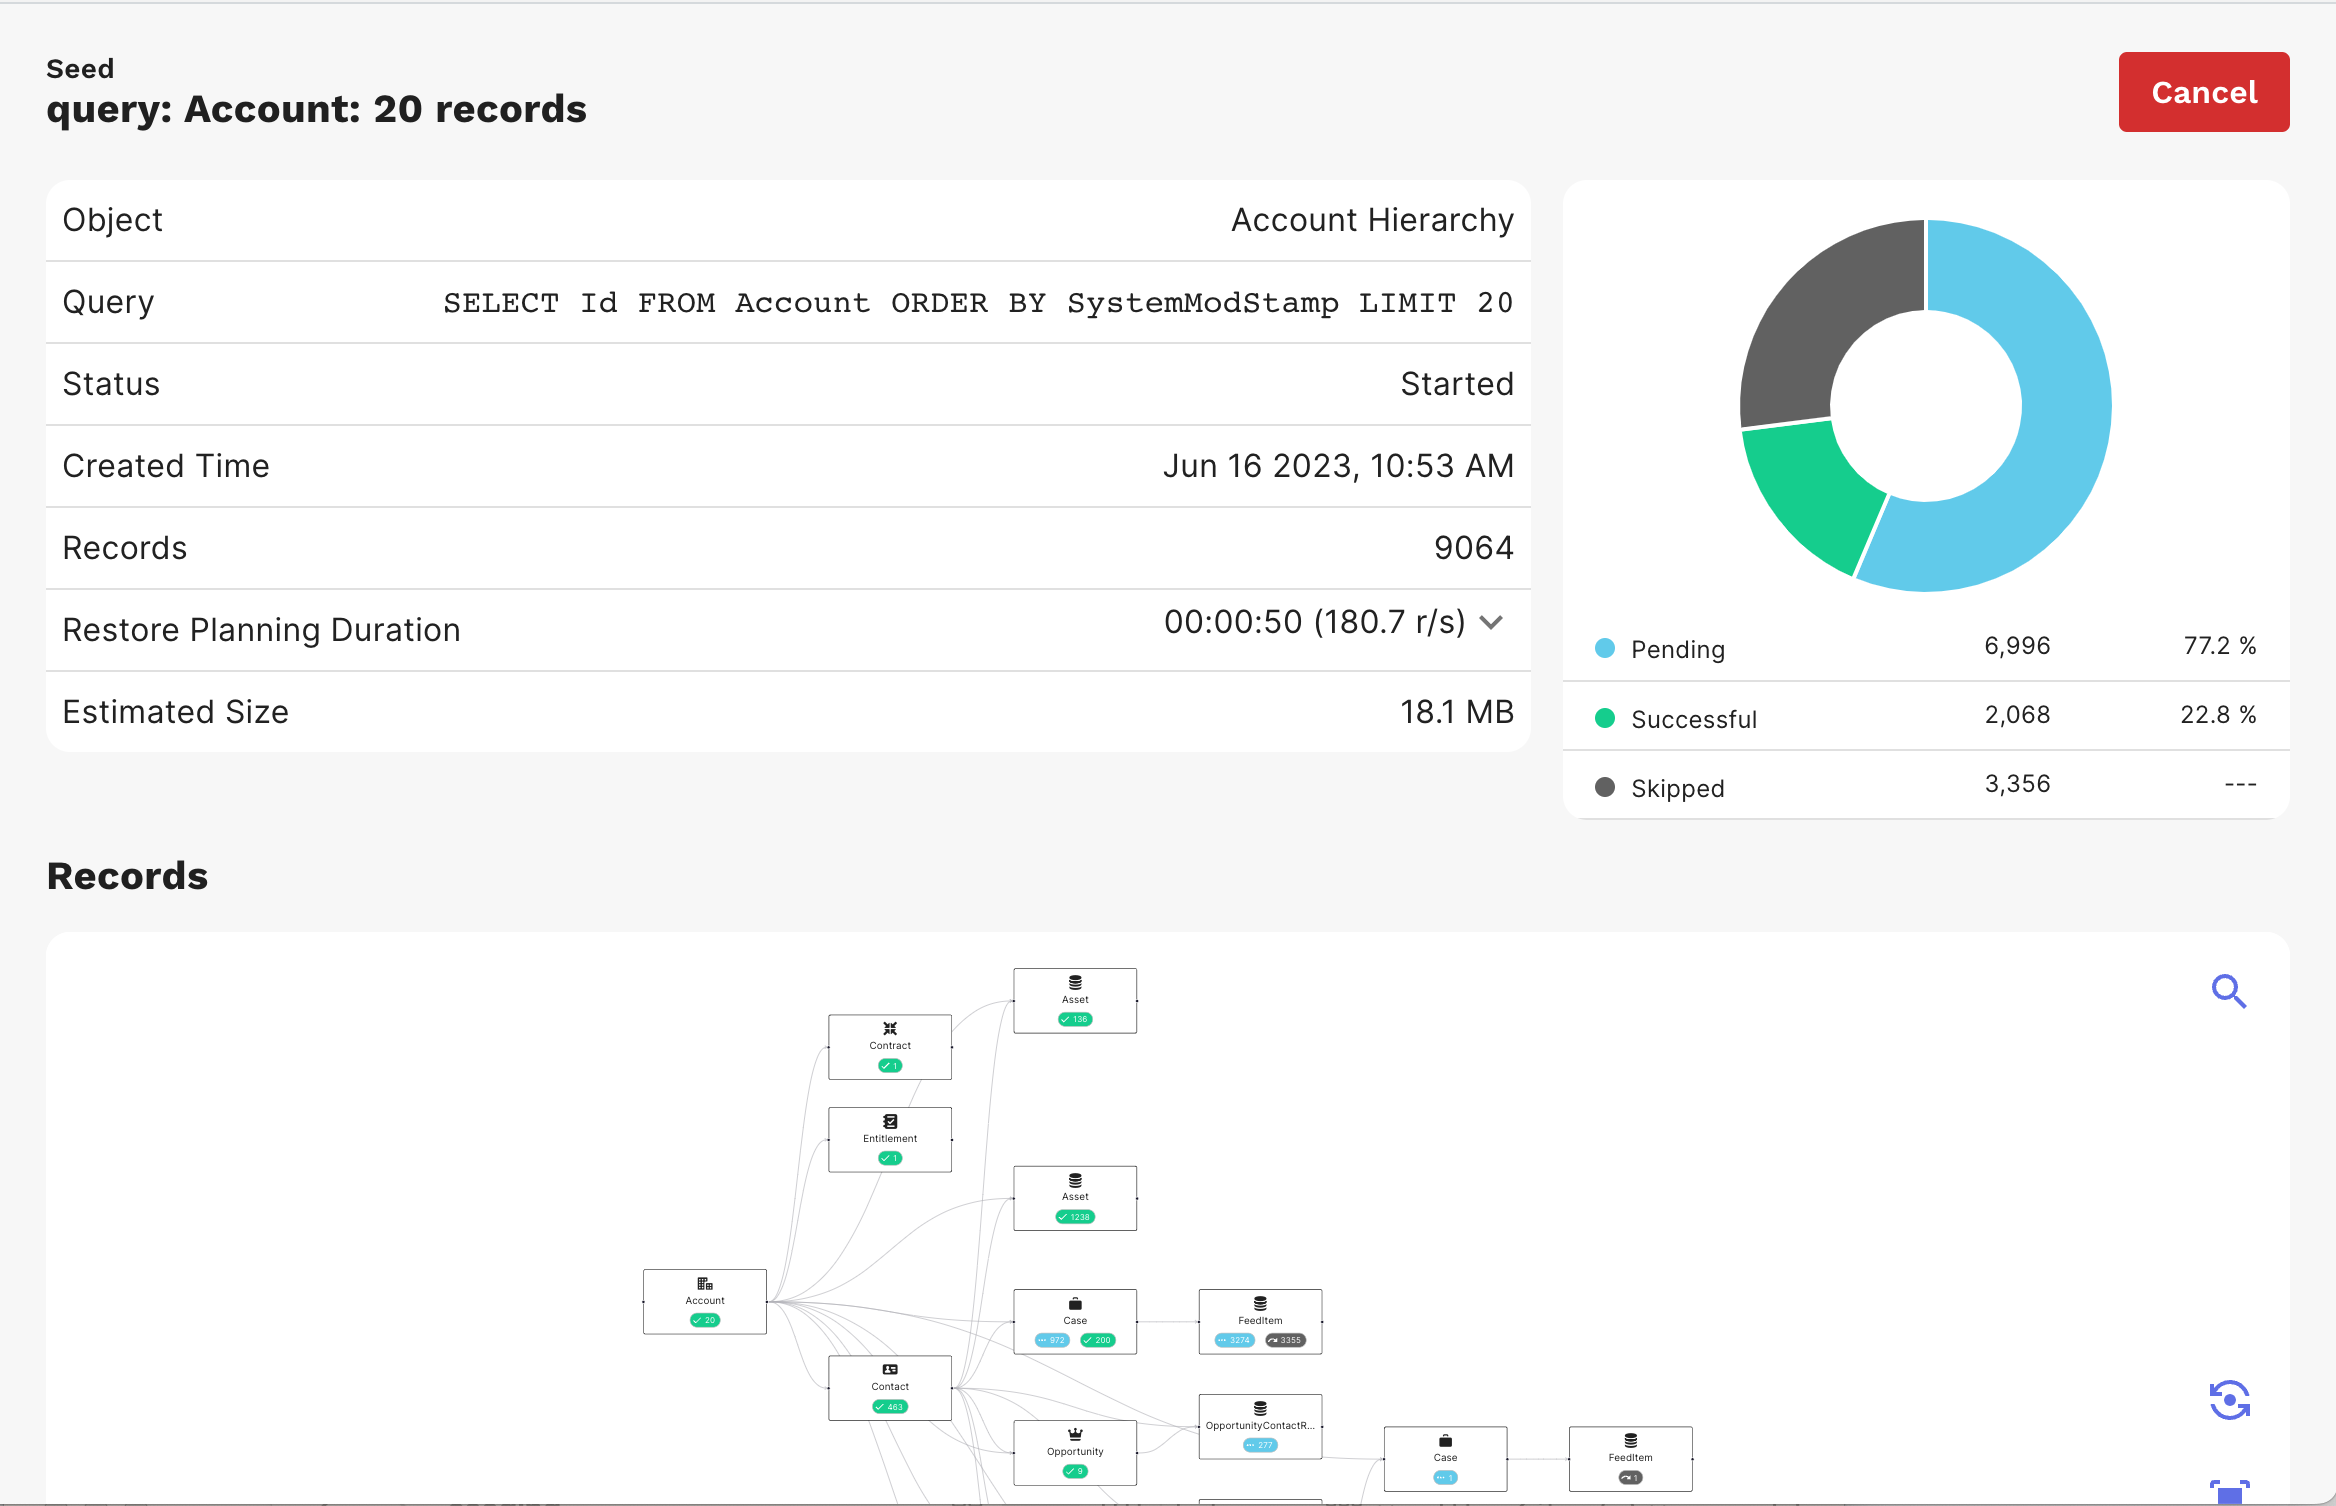 Seed
query: Account: 20 records
Cancel
Object Account Hierarchy
Query SELECT Id FROM Account ORDER BY SystemModStamp LIMIT 20
Status Started
Created Time Jun 16 2023, 10:53 AM
Records 9064
Restore Planning Duration 00:00:50 (180.7 r/s)
Estimated Size 18.1 MB
Pending 6,996 77.2 %
Successful 2,068 22.8 %
Skipped 3,356 ---
Records
Asset
136
Contract
1
Entitlement
1
Asset
1238
Account
20
Case
972 200
FeedItem
3274 3355
Contact
463
OpportunityContactR...
277
Opportunity
9
Case
1
FeedItem
1